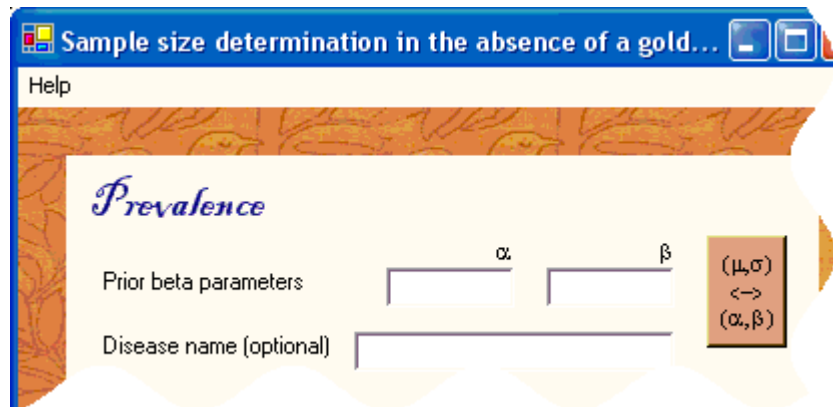 Sample size determination in the absence of a gold...
Help
Prevalence
α β
Prior beta parameters
(μ,σ)
<->
(α,β)
Disease name (optional)